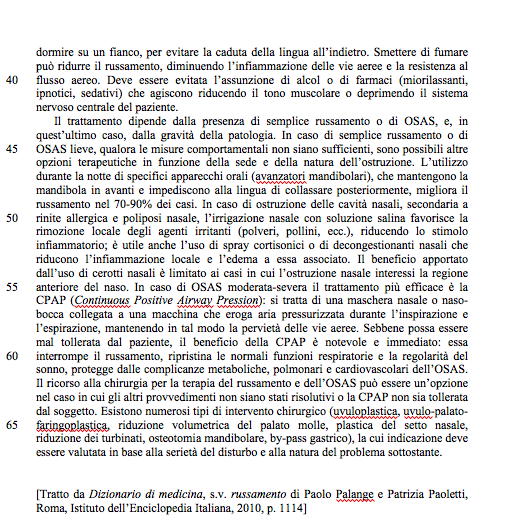 dormire su un fianco, per evitare la caduta della lingua all'indietro. Smettere di fumare
può ridurre il russamento, diminuendo l'infiammazione delle vie aeree e la resistenza al
40 flusso aereo. Deve essere evitata l'assunzione di alcol o di farmaci (miorilassanti,
ipnotici, sedativi) che agiscono riducendo il tono muscolare o deprimendo il sistema
nervoso centrale del paziente.
Il trattamento dipende dalla presenza di semplice russamento o di OSAS, e, in
quest'ultimo caso, dalla gravità della patologia. In caso di semplice russamento o di
45 OSAS lieve, qualora le misure comportamentali non siano sufficienti, sono possibili altre
opzioni terapeutiche in funzione della sede e della natura dell'ostruzione. L'utilizzo
durante la notte di specifici apparecchi orali (avanzatori mandibolari), che mantengono la
mandibola in avanti e impediscono alla lingua di collassare posteriormente, migliora il
russamento nel 70-90% dei casi. In caso di ostruzione delle cavità nasali, secondaria a
50 rinite allergica e poliposi nasale, l'irrigazione nasale con soluzione salina favorisce la
rimozione locale degli agenti irritanti (polveri, pollini, ecc.), riducendo lo stimolo
infiammatorio; è utile anche l'uso di spray cortisonici o di decongestionanti nasali che
riducono l'infiammazione locale e l'edema a essa associato. Il beneficio apportato
dall'uso di cerotti nasali è limitato ai casi in cui l'ostruzione nasale interessi la regione
55 anteriore del naso. In caso di OSAS moderata-severa il trattamento più efficace è la
CPAP (Continuous Positive Airway Pression): si tratta di una maschera nasale o naso-
bocca collegata a una macchina che eroga aria pressurizzata durante l'inspirazione e
l'espirazione, mantenendo in tal modo la pervietà delle vie aeree. Sebbene possa essere
mal tollerata dal paziente, il beneficio della CPAP è notevole e immediato: essa
60 interrompe il russamento, ripristina le normali funzioni respiratorie e la regolarità del
sonno, protegge dalle complicanze metaboliche, polmonari e cardiovascolari dell'OSAS.
Il ricorso alla chirurgia per la terapia del russamento e dell'OSAS può essere un'opzione
nel caso in cui gli altri provvedimenti non siano stati risolutivi o la CPAP non sia tollerata
dal soggetto. Esistono numerosi tipi di intervento chirurgico (uvuloplastica, uvulo-palato-
65 faringoplastica, riduzione volumetrica del palato molle, plastica del setto nasale,
riduzione dei turbinati, osteotomia mandibolare, by-pass gastrico), la cui indicazione deve
essere valutata in base alla serietà del disturbo e alla natura del problema sottostante.
[Tratto da Dizionario di medicina, s.v. russamento di Paolo Palange e Patrizia Paoletti,
Roma, Istituto dell'Enciclopedia Italiana, 2010, p. 1114]